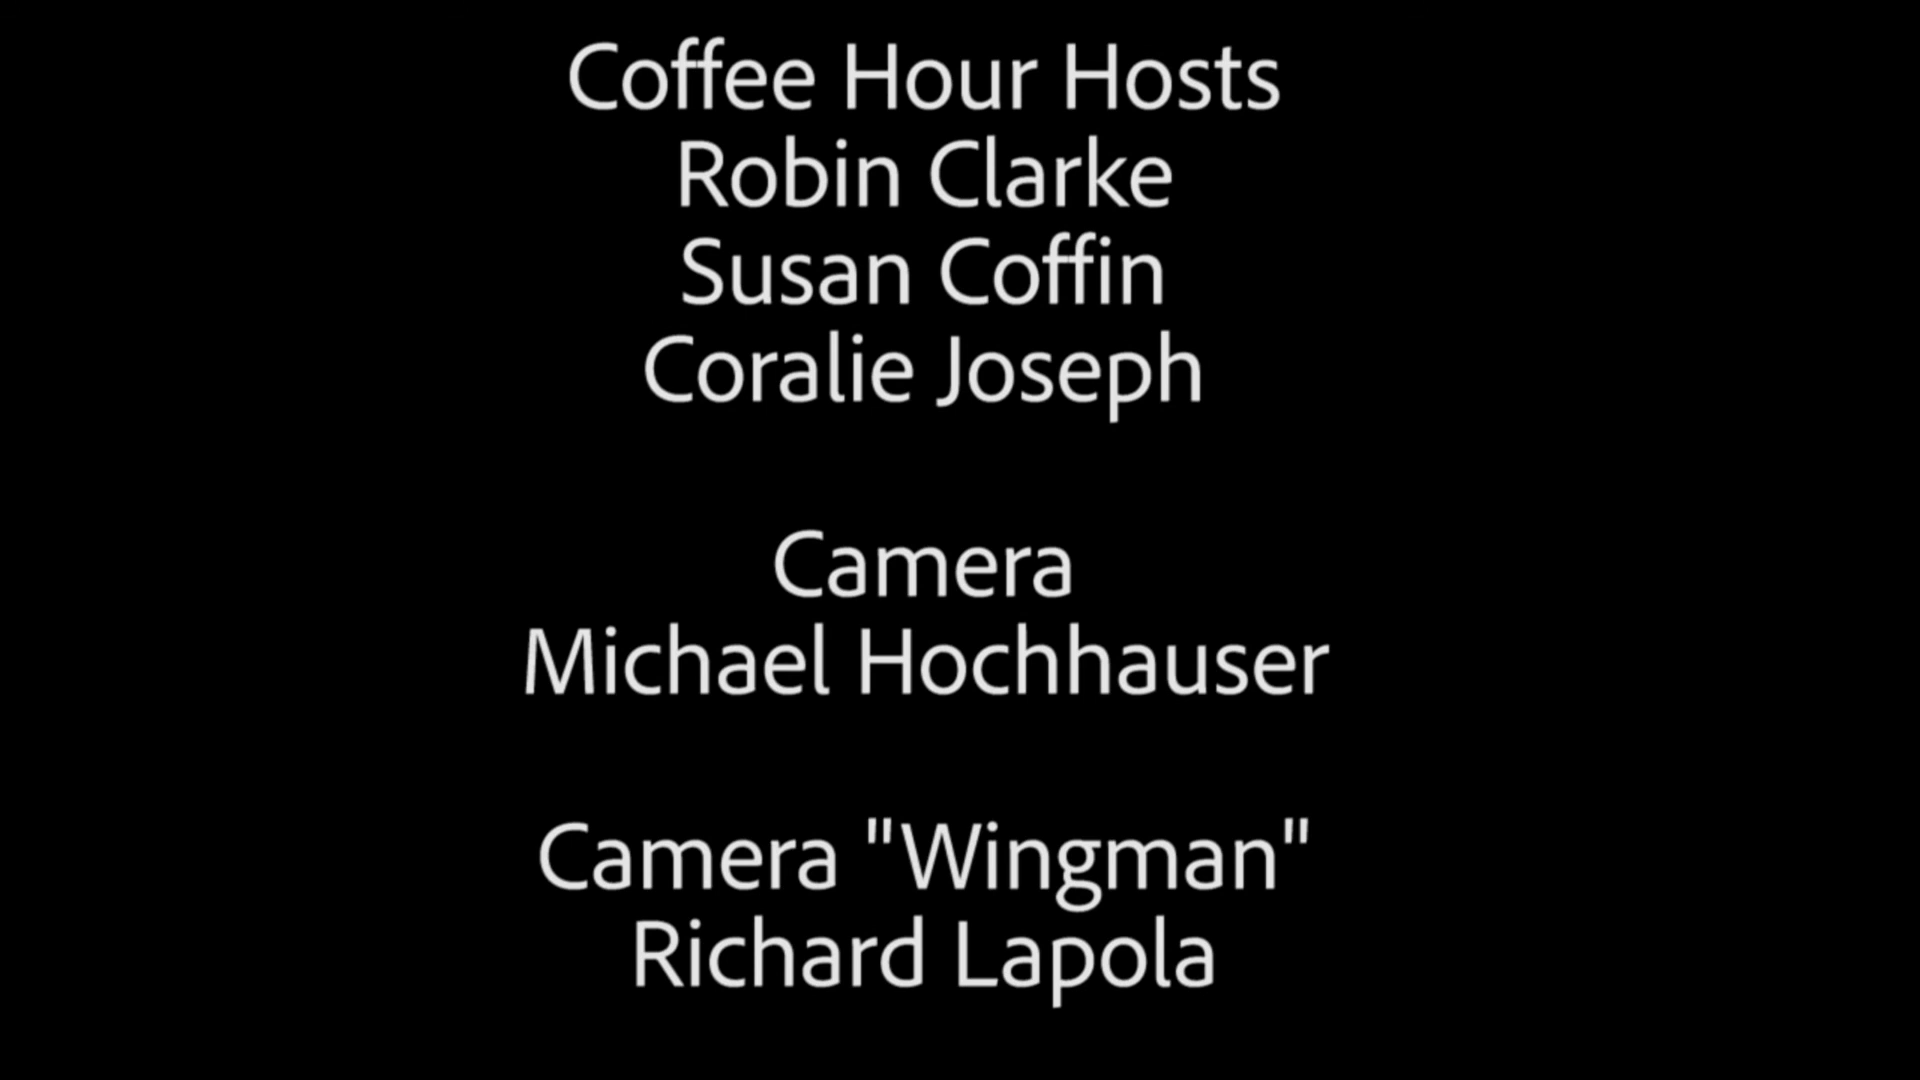 Coffee Hour Hosts
Robin Clarke
Susan Coffin
Coralie Joseph
Camera
Michael Hochhauser
Camera "Wingman"
Richard Lapola